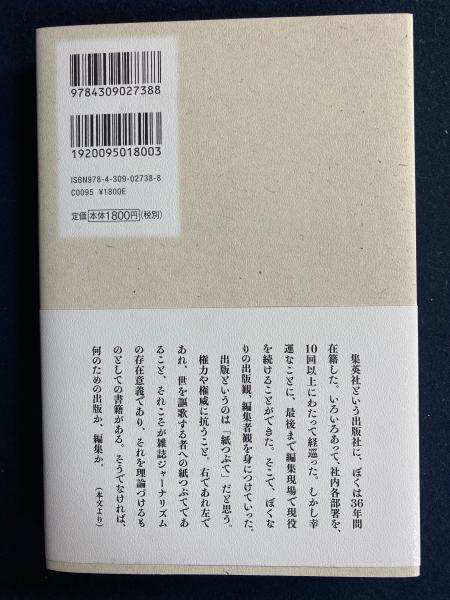 9784309027388
1920095018003
ISBN978-4-309-02738-8
C0095 ¥1800E
定価 本体1800円(税別)
集英社という出版社に、ぼくは36年間
在籍した。いろいろあって、社内各部署を、
10回以上にわたって経巡った。しかし幸
運なことに、最後まで編集現場で現役
を続けることができた。そこで、ぼくな
りの出版観、編集者観を身につけていった。
出版というのは「紙つぶて」だと思う。
権力や権威に抗うこと。右であれ左で
あれ、世を謳歌する者への紙つぶてであ
ること、それこそが雑誌ジャーナリズム
の存在意義であり、それを理論づけるも
のとしての書籍がある。そうでなければ、
何のための出版か、編集か。
(本文より)